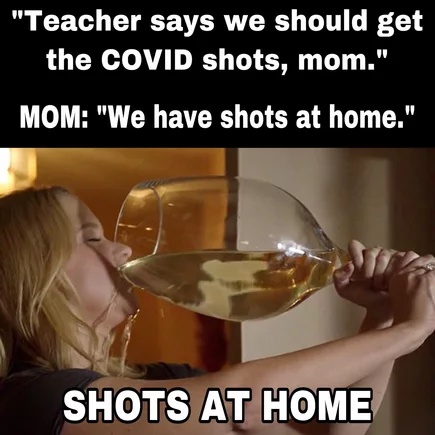 "Teacher says we should get
the COVID shots, mom."
MOM: "We have shots at home."
SHOTS AT HOME